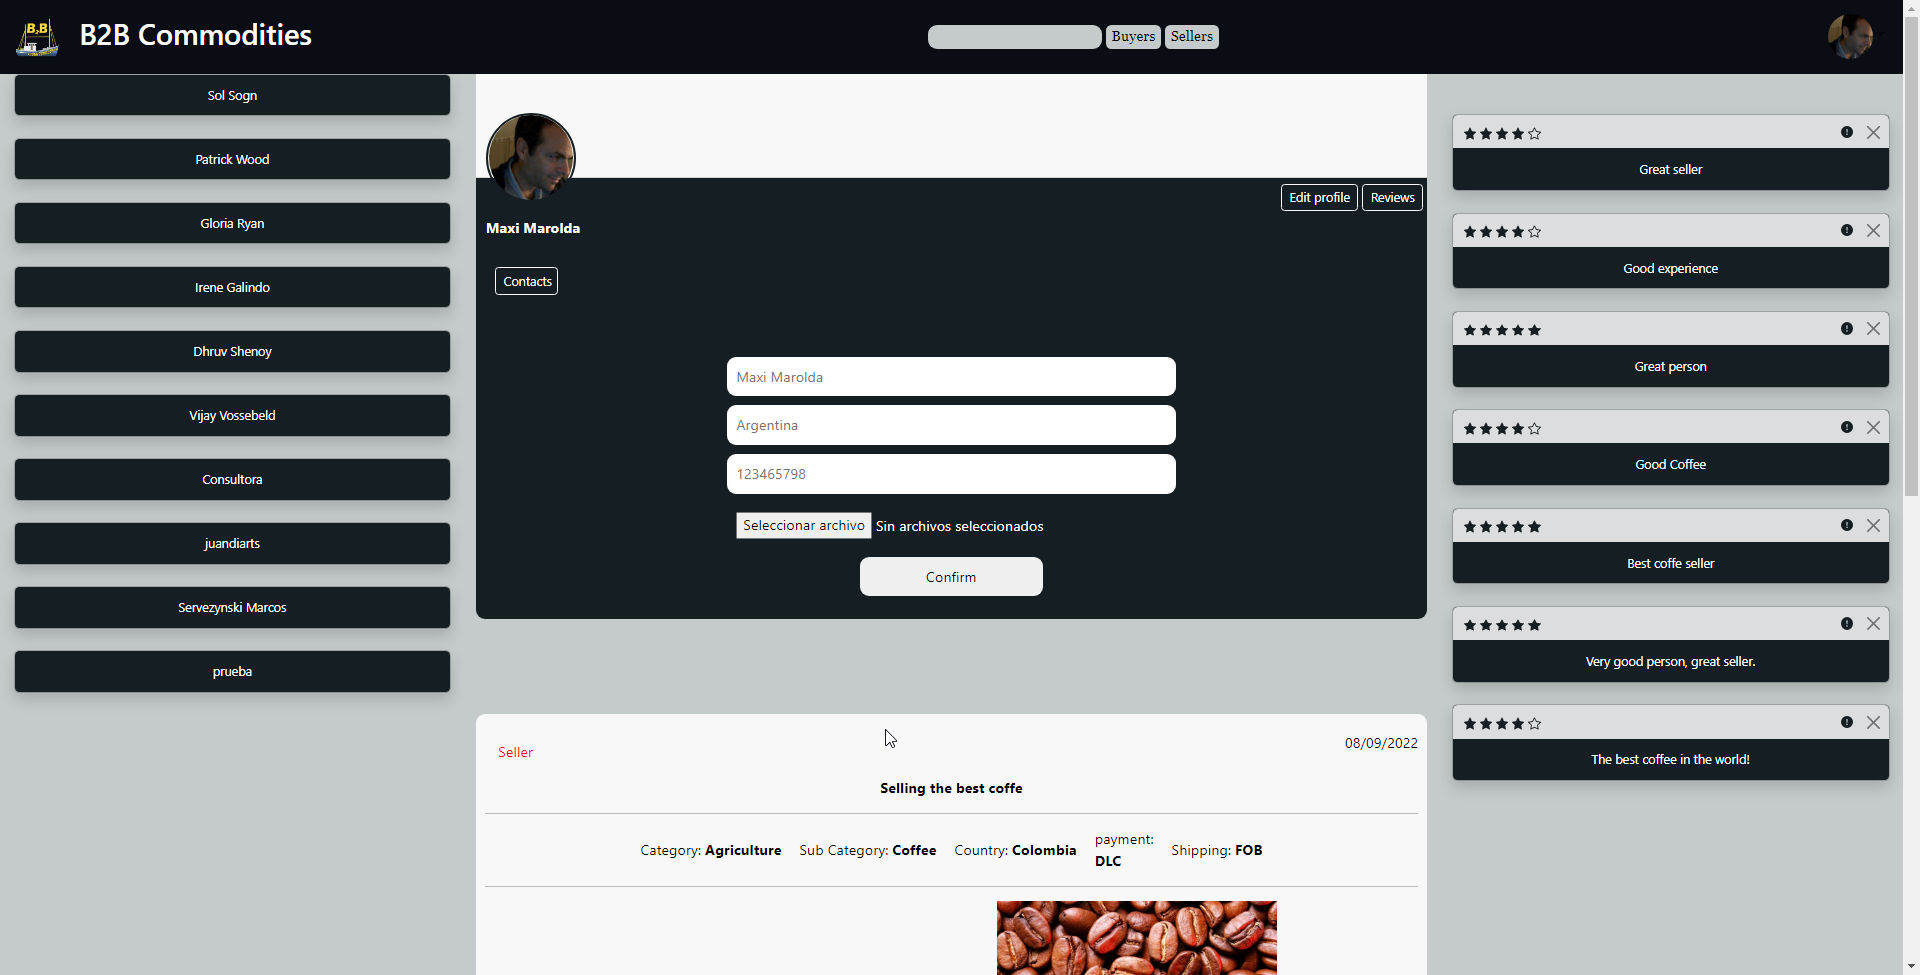 B2B
B2B Commodities
Buyers
Sellers
Sol Sogn
Patrick Wood
Gloria Ryan
Irene Galindo
Dhruv Shenoy
Vijay Vossebeld
Consultora
juandiarts
Servezynski Marcos
prueba
Edit profile
Reviews
Maxi Marolda
Contacts
Maxi Marolda
Argentina
123465798
Seleccionar archivo Sin archivos seleccionados
Confirm
Seller
08/09/2022
Selling the best coffe
Category: Agriculture
Sub Category: Coffee
Country: Colombia
payment:
DLC
Shipping: FOB
Great seller
Good experience
Great person
Good Coffee
Best coffe seller
Very good person, great seller.
The best coffee in the world!